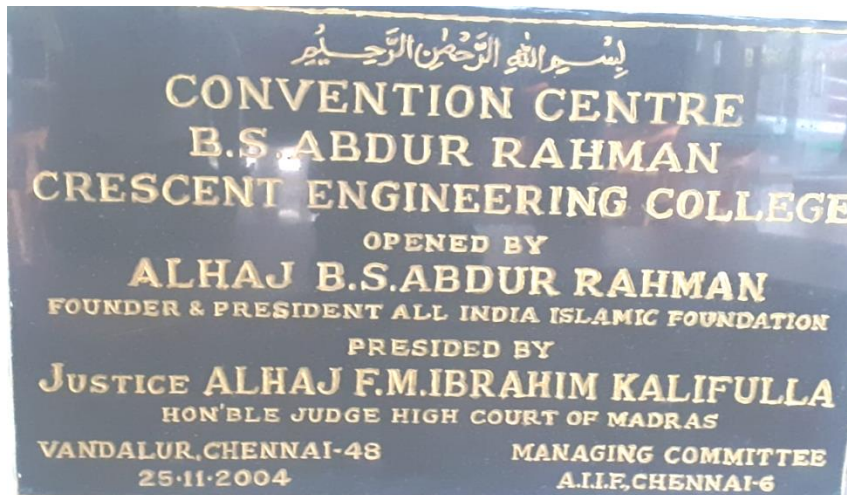 بِسْمِ اللهِ الرَّحْمٰنِ الرَّحِيْمِ
CONVENTION CENTRE
B.S.ABDUR RAHMAN
CRESCENT ENGINEERING COLLEGE
OPENED BY
ALHAJ B.S.ABDUR RAHMAN
FOUNDER & PRESIDENT ALL INDIA ISLAMIC FOUNDATION
PRESIDED BY
JUSTICE ALHAJ F.M.IBRAHIM KALIFULLA
HON'BLE JUDGE HIGH COURT OF MADRAS
VANDALUR,CHENNAI-48 MANAGING COMMITTEE
25·11·2004 A.I.I.F.,CHENNAI-6